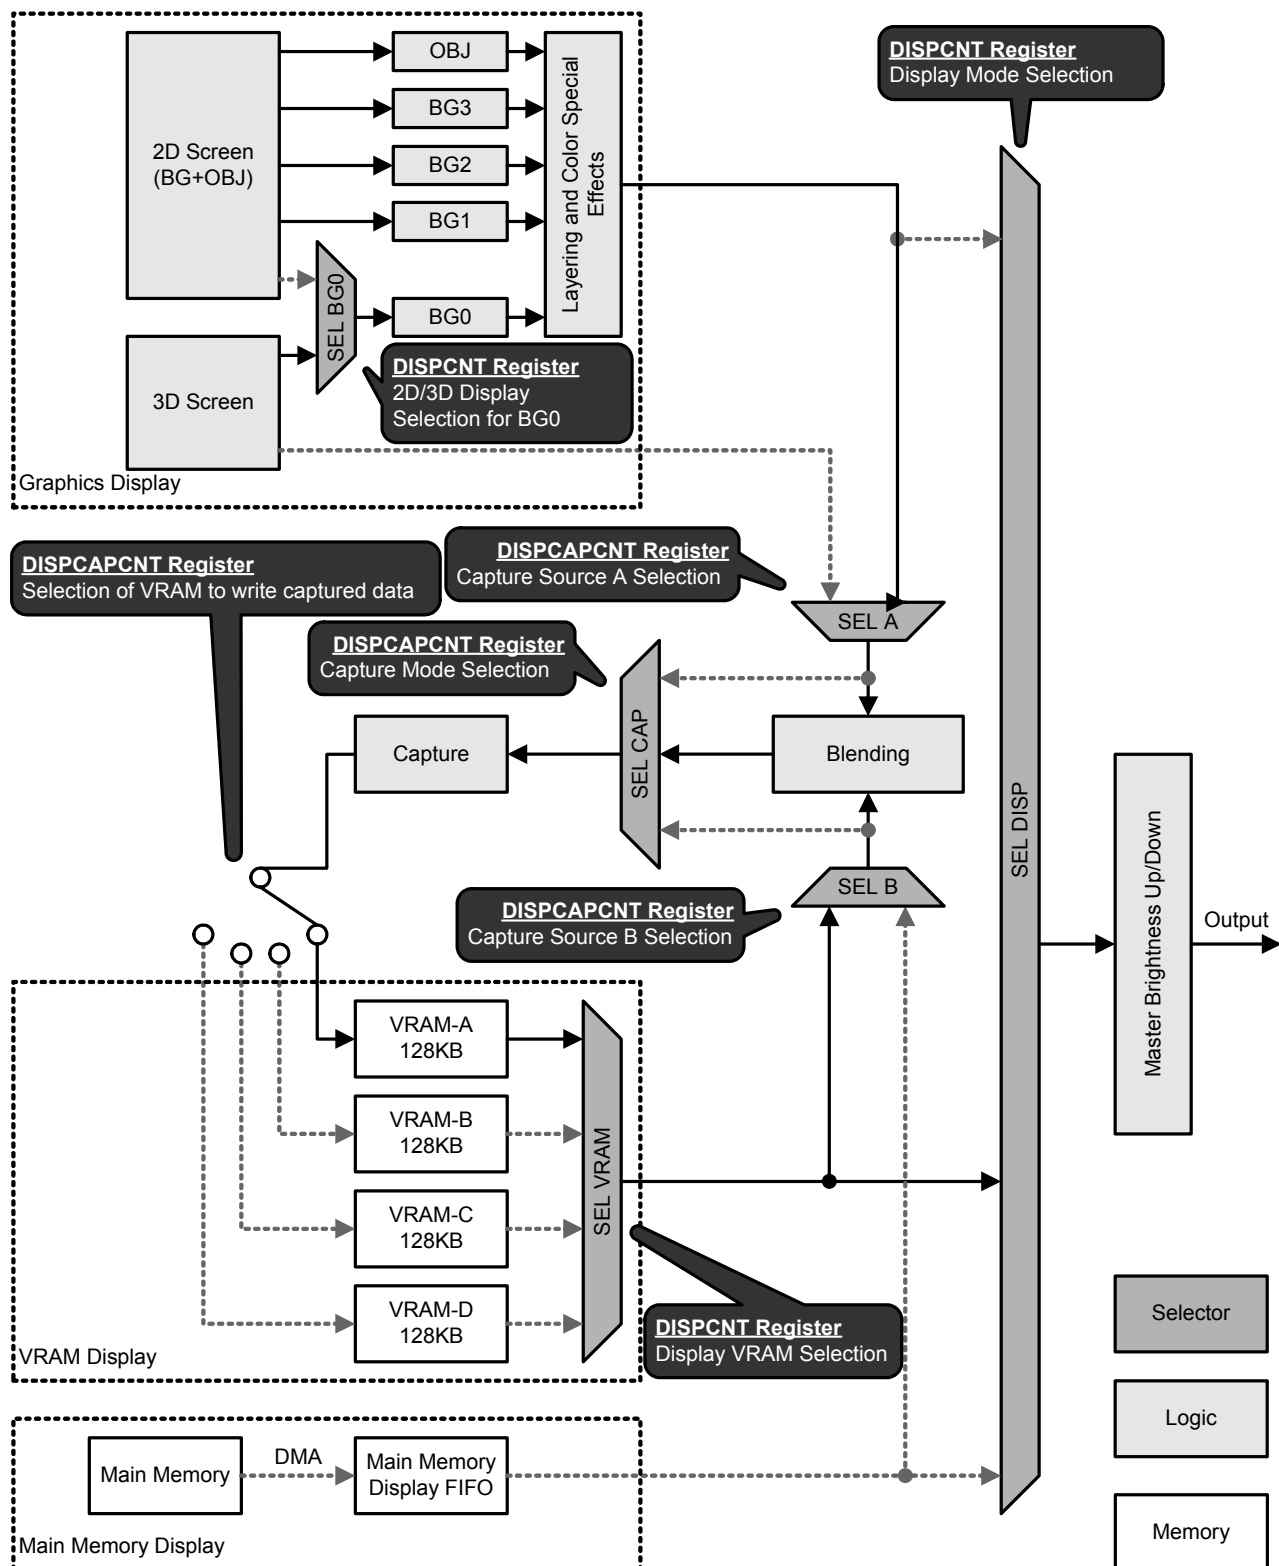 DISPCNT Register
Display Mode Selection
OBJ
BG3
BG2
BG1
BG0
2D Screen
(BG+OBJ)
SEL BG0
Layering and Color Special
Effects
DISPCNT Register
2D/3D Display
Selection for BG0
3D Screen
Graphics Display
DISPCAPCNT Register
Selection of VRAM to write captured data
DISPCAPCNT Register
Capture Source A Selection
SEL A
DISPCAPCNT Register
Capture Mode Selection
Capture
SEL CAP
Blending
SEL B
DISPCAPCNT Register
Capture Source B Selection
SEL DISP
Master Brightness Up/Down
Output
VRAM-A
128KB
VRAM-B
128KB
VRAM-C
128KB
VRAM-D
128KB
SEL VRAM
DISPCNT Register
Display VRAM Selection
VRAM Display
Main Memory
DMA
Main Memory
Display FIFO
Main Memory Display
Selector
Logic
Memory